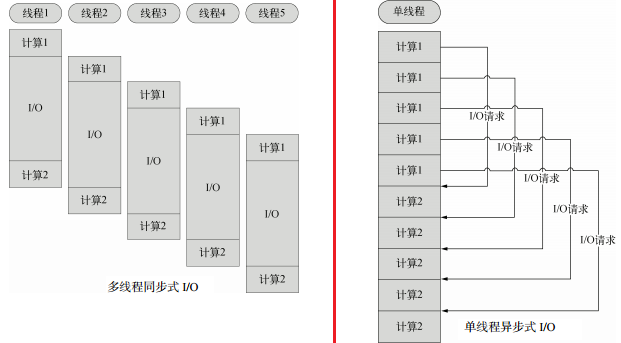 线程1
线程2
线程3
线程4
线程5
计算1
I/O
计算2
计算1
I/O
计算2
计算1
I/O
计算2
计算1
I/O
计算2
计算1
I/O
计算2
多线程同步式 I/O
单线程
计算1
计算1
计算1
计算1
计算1
计算2
计算2
计算2
计算2
计算2
I/O请求
I/O请求
I/O请求
I/O请求
I/O请求
单线程异步式 I/O